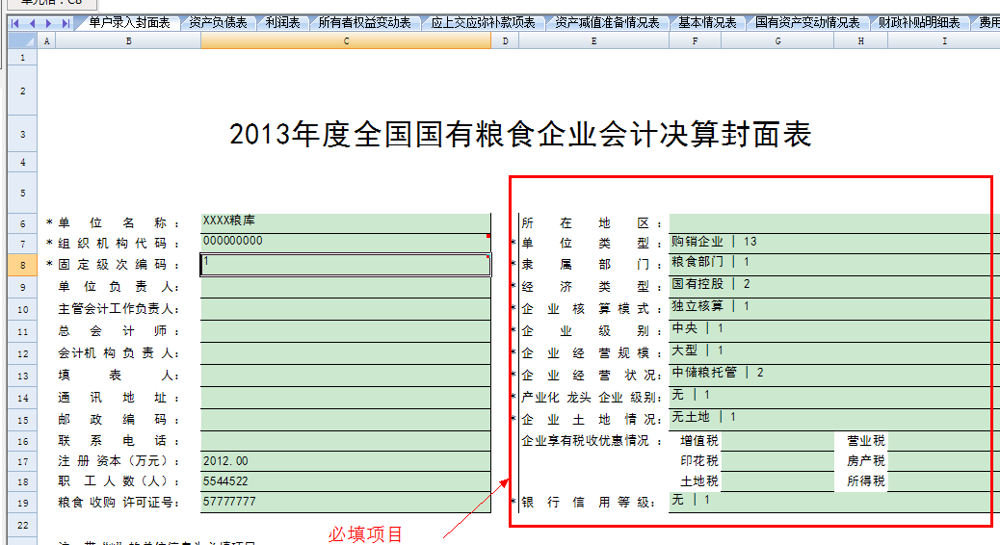 单元格：C8
单户录入封面表 资产负债表 利润表 所有者权益变动表 应上交应弥补款项表 资产减值准备情况表 基本情况表 国有资产变动情况表 财政补贴明细表 费用
A B C D E F G H I
1
2
3 2013年度全国国有粮食企业会计决算封面表
4
5
6 *单 位 名 称： XXXX粮库 所 在 地 区：
7 *组 织 机 构 代 码： 000000000 *单 位 类 型： 购销企业 | 13
8 *固 定 级 次 编 码： 1 *隶 属 部 门： 粮食部门 | 1
9 单 位 负 责 人： *经 济 类 型： 国有控股 | 2
10 主管会计工作负责人： *企 业 核 算 模 式： 独立核算 | 1
11 总 会 计 师： *企 业 级 别： 中央 | 1
12 会计机 构 负 责 人： *企 业 经 营 规 模： 大型 | 1
13 填 表 人： *企 业 经 营 状 况： 中储粮托管 | 2
14 通 讯 地 址： *产业化 龙头 企业 级别： 无 | 1
15 邮 政 编 码： *企 业 土 地 情 况： 无土地 | 1
16 联 系 电 话： 企业享有税收优惠情况： 增值税 营业税
17 注 册 资本（万元）： 2012.00 印花税 房产税
18 职 工 人 数（人）： 5544522 土地税 所得税
19 粮食 收购 许可证号： 57777777 *银 行 信 用 等 级： 无 | 1
22
必填项目